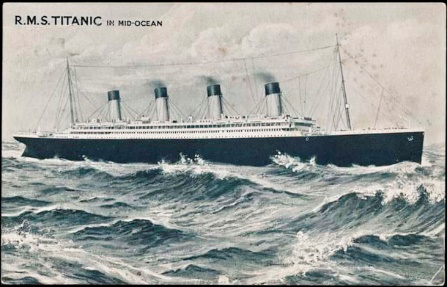 R.M.S. TITANIC IN MID-OCEAN